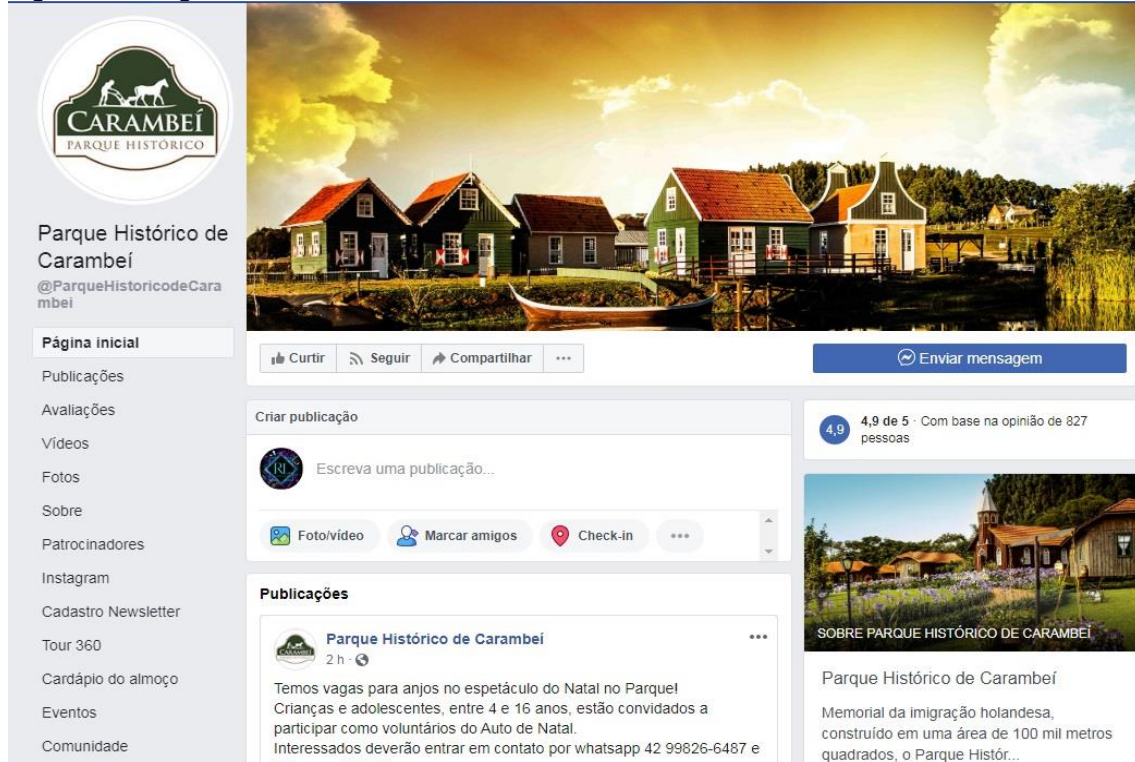 CARAMBEÍ
PARQUE HISTÓRICO
Parque Histórico de
Carambeí
@ParqueHistoricodeCara
mbei
Página inicial
Publicações
Avaliações
Vídeos
Fotos
Sobre
Patrocinadores
Instagram
Cadastro Newsletter
Tour 360
Cardápio do almoço
Eventos
Comunidade
Curtir
Seguir
Compartilhar
Enviar mensagem
Criar publicação
RL
Escreva uma publicação...
Foto/vídeo
Marcar amigos
Check-in
Publicações
CARAMBEÍ
Parque Histórico de Carambeí
2 h ·
Temos vagas para anjos no espetáculo do Natal no Parque!
Crianças e adolescentes, entre 4 e 16 anos, estão convidados a
participar como voluntários do Auto de Natal.
Interessados deverão entrar em contato por whatsapp 42 99826-6487 e
4,9
4,9 de 5 · Com base na opinião de 827
pessoas
SOBRE PARQUE HISTÓRICO DE CARAMBEÍ
Parque Histórico de Carambeí
Memorial da imigração holandesa,
construído em uma área de 100 mil metros
quadrados, o Parque Histór...